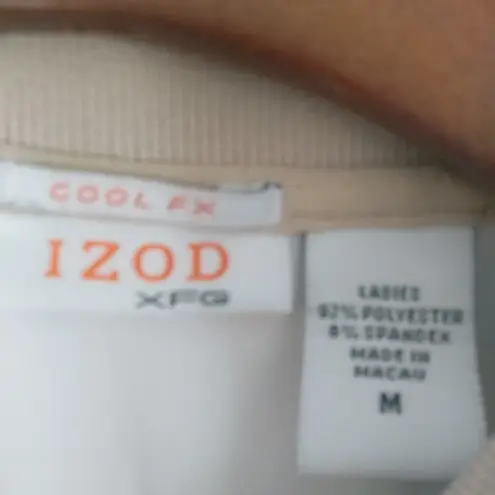 COOL FX
IZOD
XFG
LADIES
92% POLYESTER
8% SPANDEX
MADE IN
MACAU
M